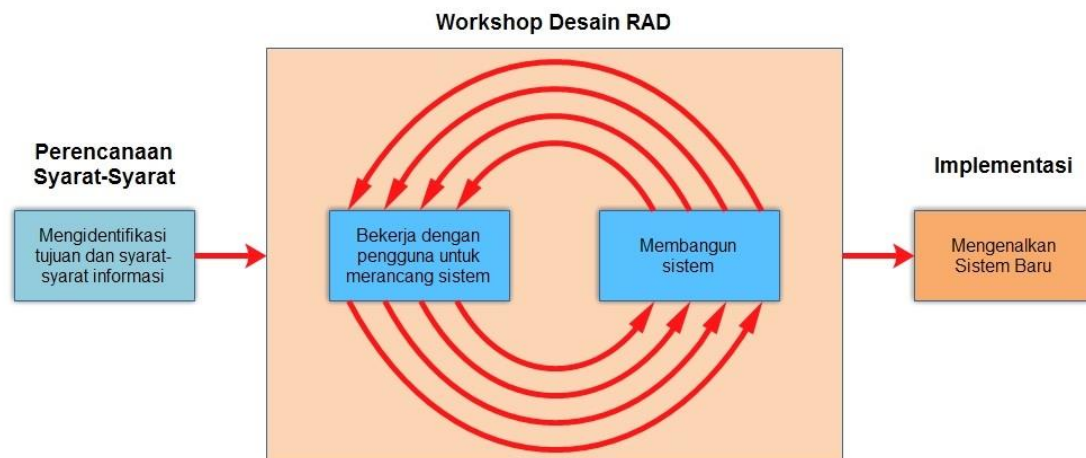 Workshop Desain RAD
Perencanaan
Syarat-Syarat
Mengidentifikasi
tujuan dan syarat-
syarat informasi
Bekerja dengan
pengguna untuk
merancang sistem
Membangun
sistem
Implementasi
Mengenalkan
Sistem Baru